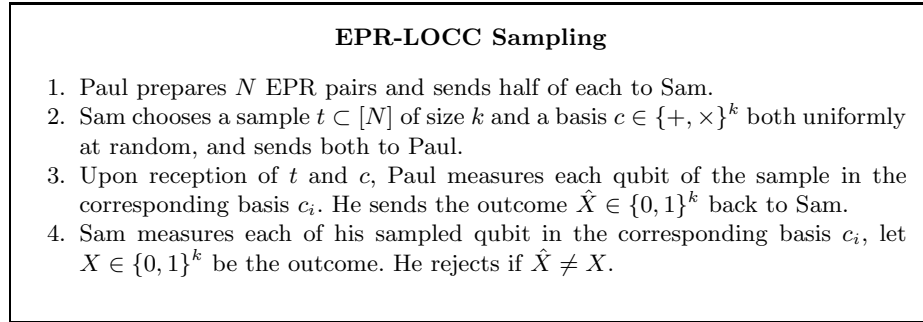 EPR-LOCC Sampling
1. Paul prepares N EPR pairs and sends half of each to Sam.
2. Sam chooses a sample t ⊂ [N] of size k and a basis c ∈ {+, ×}^k both uniformly
at random, and sends both to Paul.
3. Upon reception of t and c, Paul measures each qubit of the sample in the
corresponding basis c_i. He sends the outcome X̂ ∈ {0, 1}^k back to Sam.
4. Sam measures each of his sampled qubit in the corresponding basis c_i, let
X ∈ {0, 1}^k be the outcome. He rejects if X̂ ≠ X.